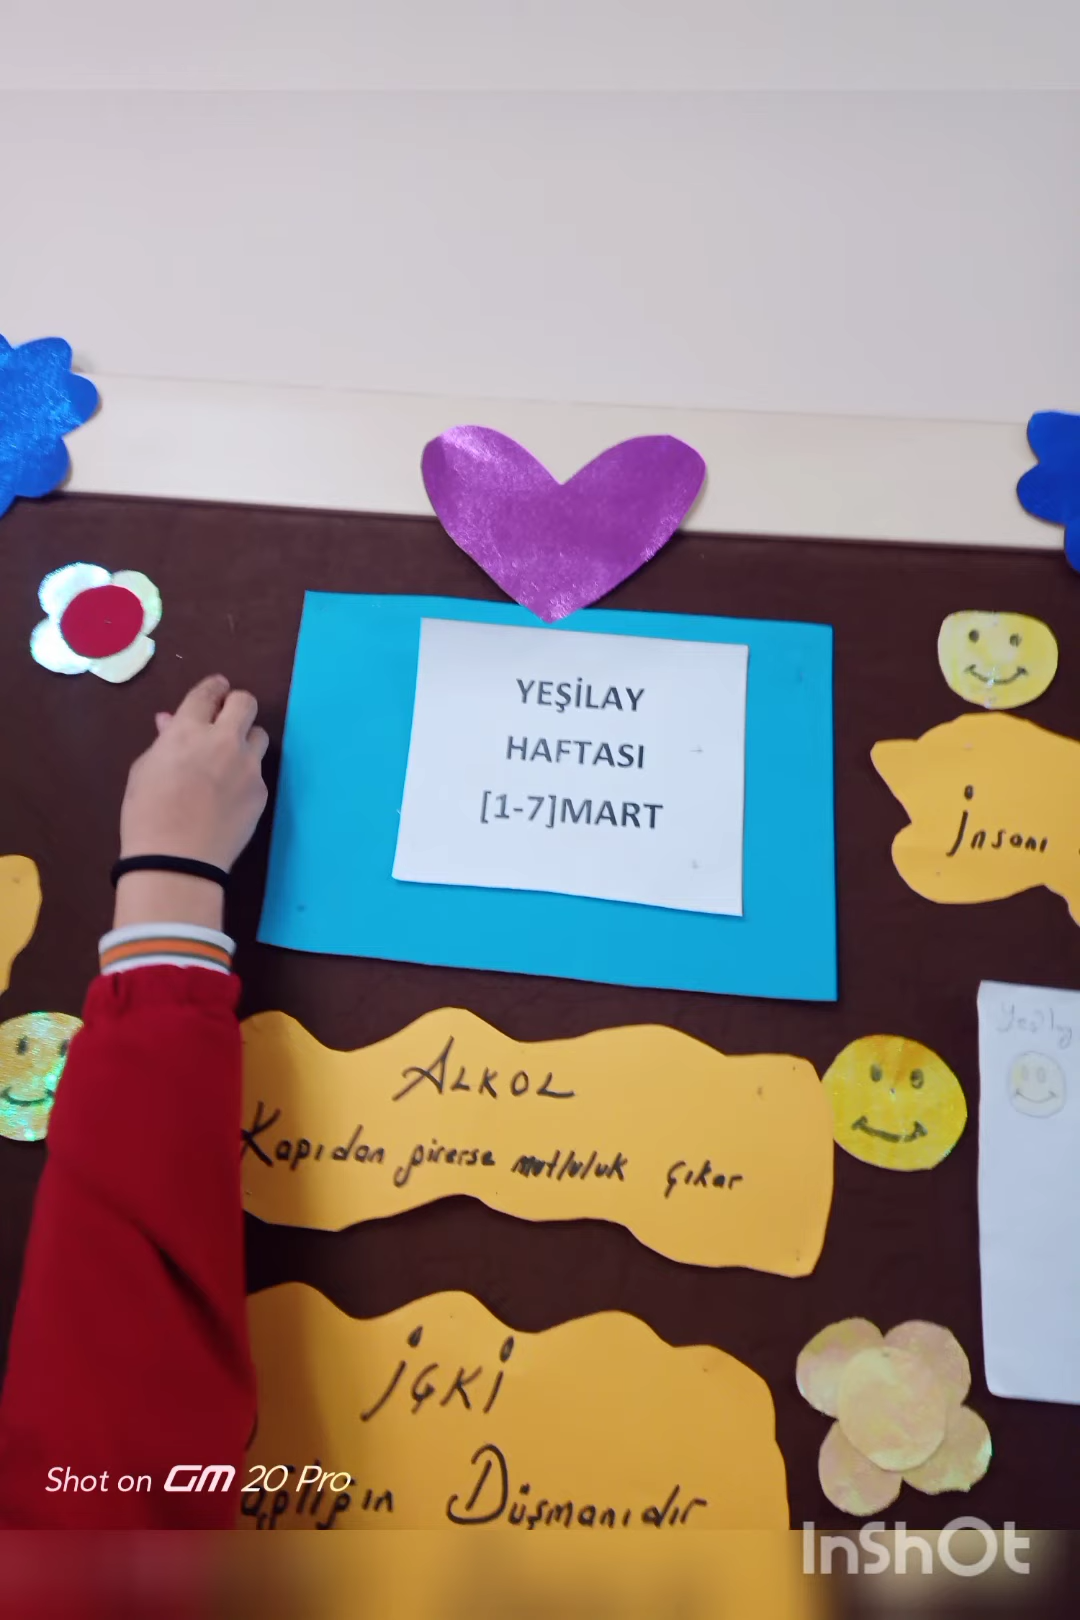 YEŞİLAY
HAFTASI
[1-7]MART
İnsanı
Yeşilay
ALKOL
Kapıdan girerse mutluluk çıkar
İÇKİ
Düşmanıdır
Shot on GM 20 Pro
InShOt